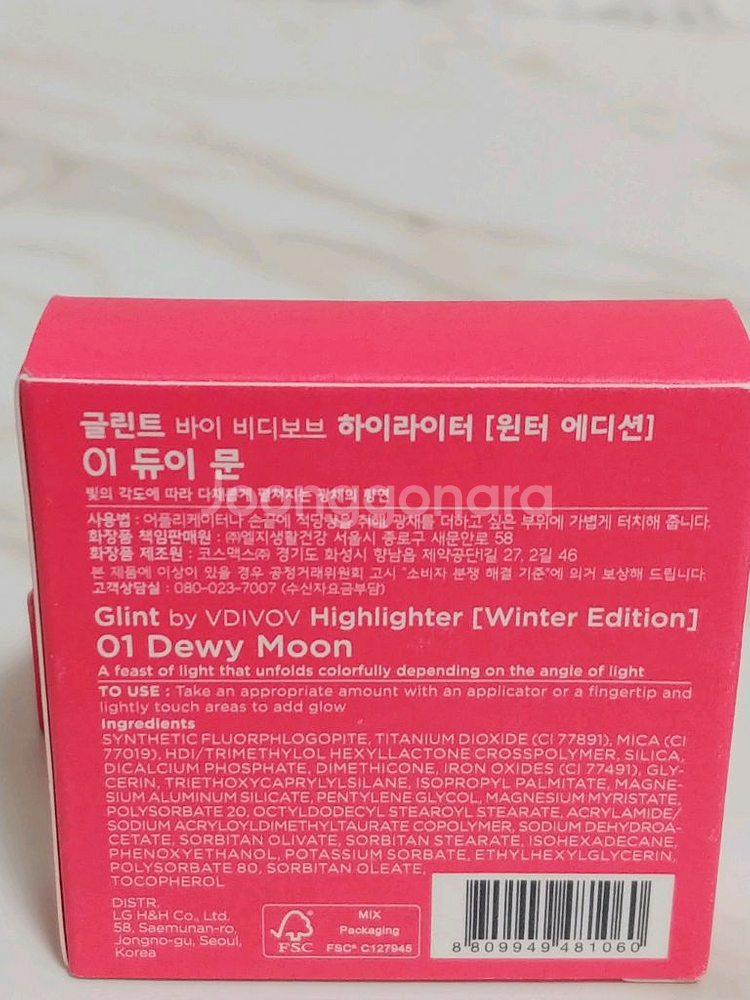 글린트 바이 비디보브 하이라이터 [윈터 에디션]
01 듀이 문
빛의 각도에 따라 다채롭게 펼쳐지는 광채의 향연
Joonggonara
사용법 : 어플리케이터나 손끝에 적당량을 취해 광채를 더하고 싶은 부위에 가볍게 터치해 줍니다.
화장품 책임판매원 : ㈜엘지생활건강 서울시 종로구 새문안로 58
화장품 제조원 : 코스맥스㈜ 경기도 화성시 향남읍 제약공단1길 27, 2길 46
본 제품에 이상이 있을 경우 공정거래위원회 고시 "소비자 분쟁 해결 기준"에 의거 보상해 드립니다.
고객상담실 : 080-023-7007 (수신자요금부담)
Glint by VDIVOV Highlighter [Winter Edition]
01 Dewy Moon
A feast of light that unfolds colorfully depending on the angle of light
TO USE : Take an appropriate amount with an applicator or a fingertip and
lightly touch areas to add glow
Ingredients
SYNTHETIC FLUORPHLOGOPITE, TITANIUM DIOXIDE (CI 77891), MICA (CI
77019), HDI/TRIMETHYLOL HEXYLLACTONE CROSSPOLYMER, SILICA,
DICALCIUM PHOSPHATE, DIMETHICONE, IRON OXIDES (CI 77491), GLY-
CERIN, TRIETHOXYCAPRYLYLSILANE, ISOPROPYL PALMITATE, MAGNE-
SIUM ALUMINUM SILICATE, PENTYLENE GLYCOL, MAGNESIUM MYRISTATE,
POLYSORBATE 20, OCTYLDODECYL STEAROYL STEARATE, ACRYLAMIDE/
SODIUM ACRYLOYLDIMETHYLTAURATE COPOLYMER, SODIUM DEHYDROA-
CETATE, SORBITAN OLIVATE, SORBITAN STEARATE, ISOHEXADECANE,
PHENOXYETHANOL, POTASSIUM SORBATE, ETHYLHEXYLGLYCERIN,
POLYSORBATE 80, SORBITAN OLEATE,
TOCOPHEROL
DISTR.
LG H&H Co., Ltd.
58, Saemunan-ro,
Jongno-gu, Seoul,
Korea
FSC
MIX
Packaging
FSC® C127945
8 809949 481060